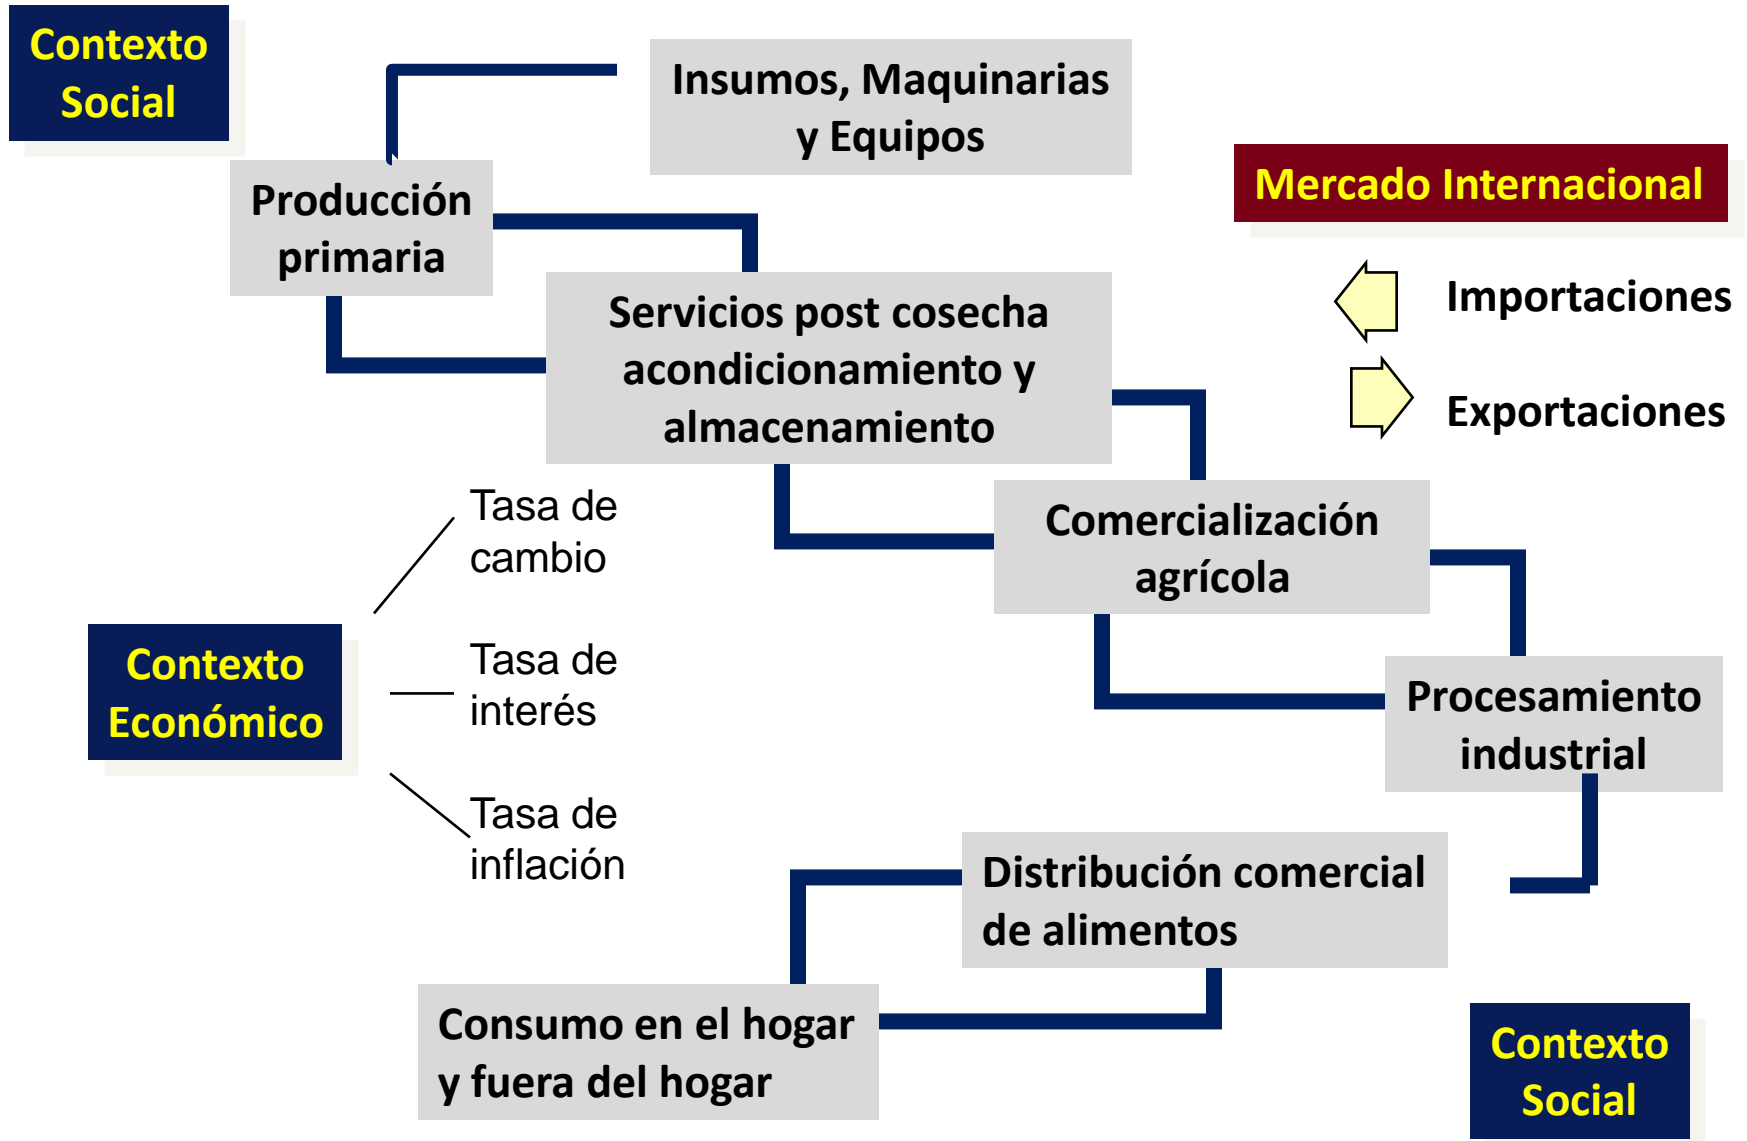 Contexto
Social
Insumos, Maquinarias
y Equipos
Mercado Internacional
Producción
primaria
Importaciones
Servicios post cosecha
acondicionamiento y
almacenamiento
Exportaciones
Tasa de
cambio
Comercialización
agrícola
Contexto
Económico
Tasa de
interés
Procesamiento
industrial
Tasa de
inflación
Distribución comercial
de alimentos
Consumo en el hogar
y fuera del hogar
Contexto
Social